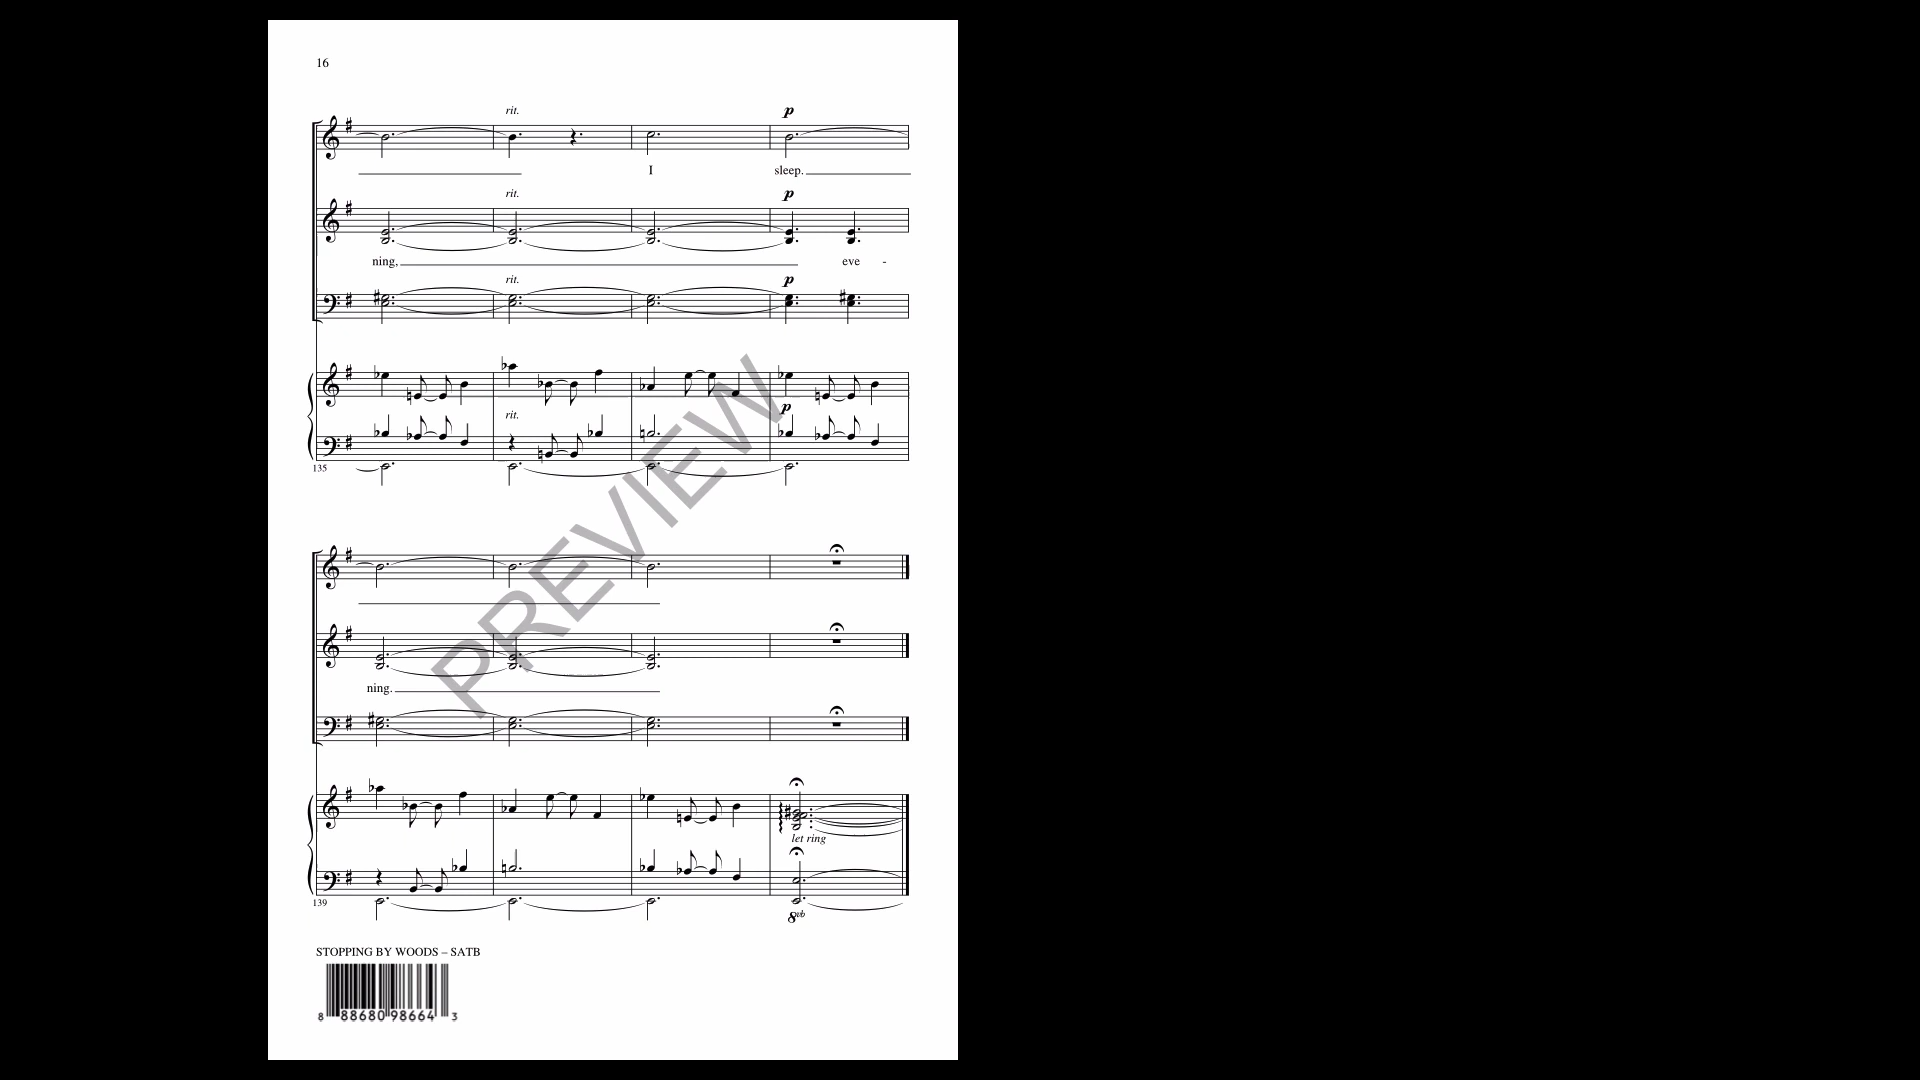 16
rit.
p
I sleep.
rit.
p
ning, eve -
rit.
p
rit.
p
135
PREVIEW
ning.
let ring
8vb
139
STOPPING BY WOODS – SATB
8 88680 98664 3